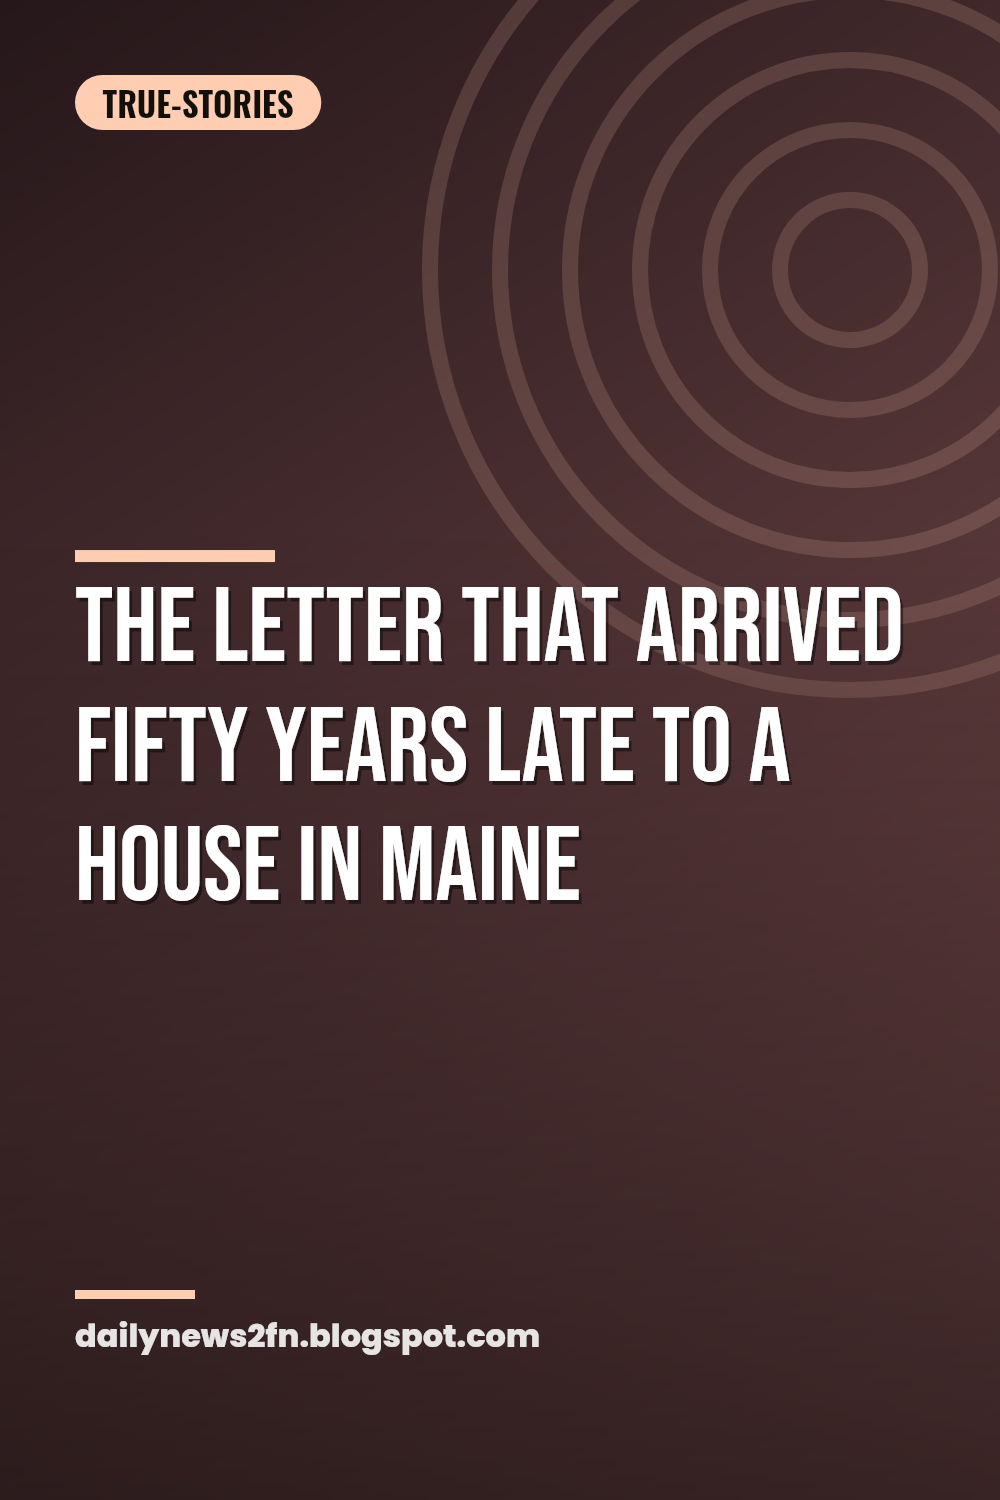 TRUE-STORIES
THE LETTER THAT ARRIVED
FIFTY YEARS LATE TO A
HOUSE IN MAINE
dailynews2fn.blogspot.com